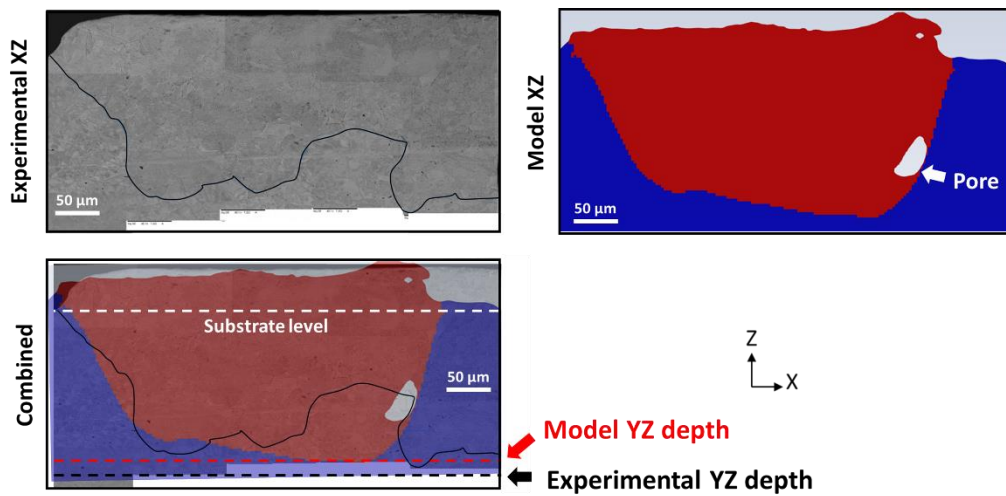 Experimental XZ
50 µm
Model XZ
Pore
50 µm
Combined
Substrate level
50 µm
Z
X
Model YZ depth
Experimental YZ depth